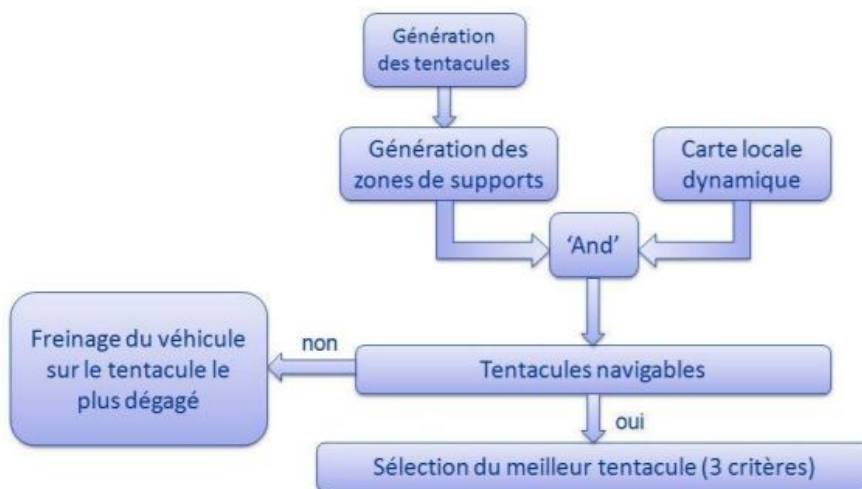 Génération
des tentacules
Génération des
zones de supports
Carte locale
dynamique
‘And’
Freinage du véhicule
sur le tentacule le
plus dégagé
non
Tentacules navigables
oui
Sélection du meilleur tentacule (3 critères)